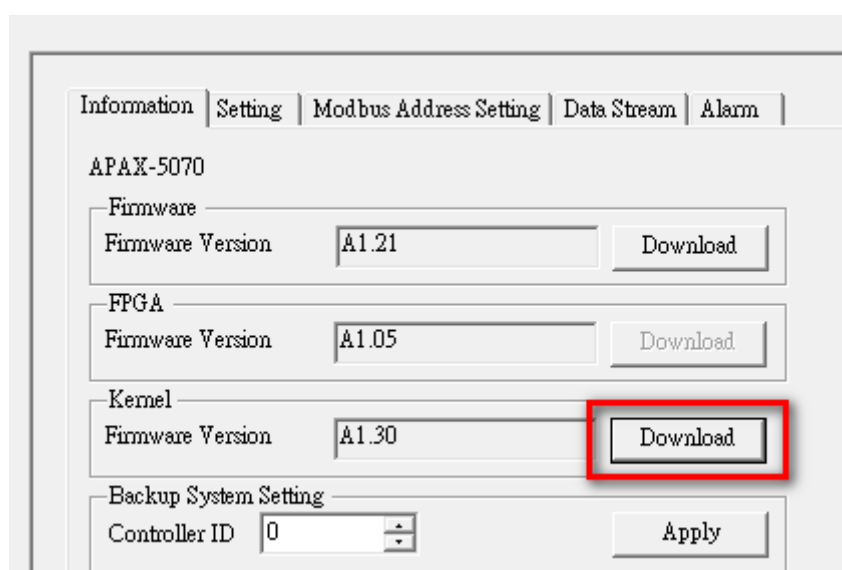 Information Setting Modbus Address Setting Data Stream Alarm
APAX-5070
Firmware
Firmware Version A1.21 Download
FPGA
Firmware Version A1.05 Download
Kernel
Firmware Version A1.30 Download
Backup System Setting
Controller ID 0 Apply